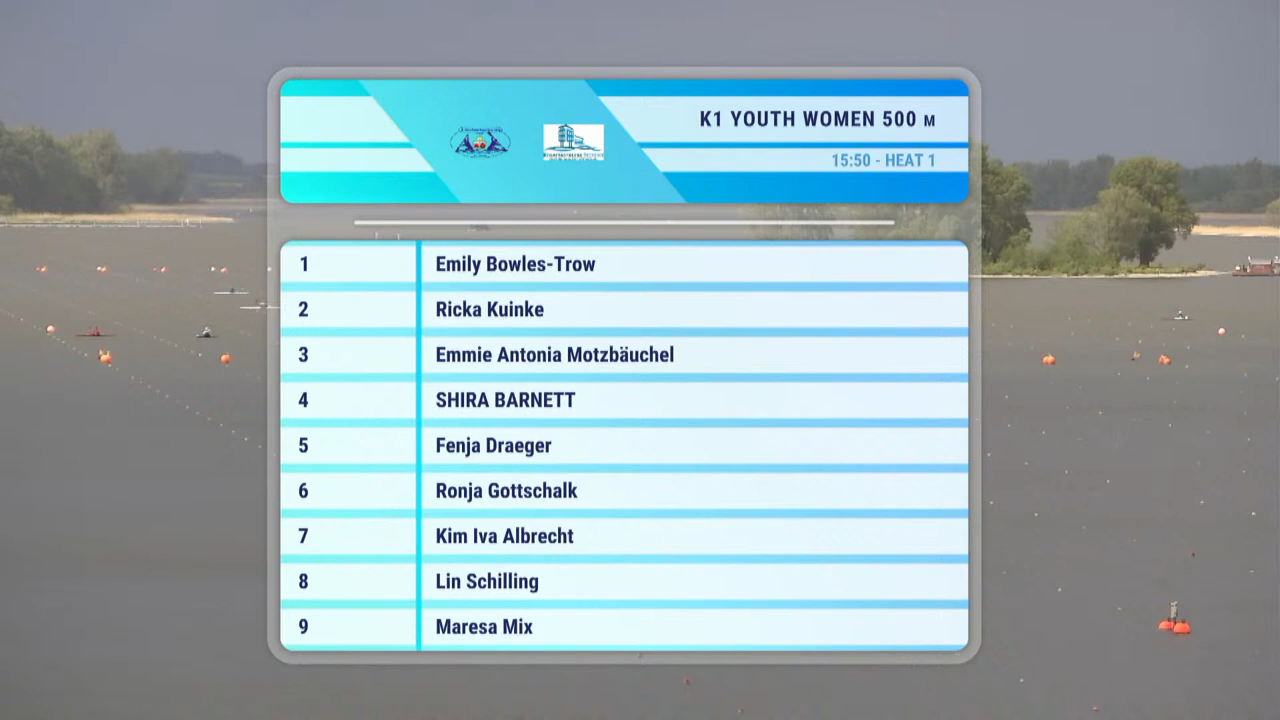 K1 YOUTH WOMEN 500 M
15:50 - HEAT 1
1 Emily Bowles-Trow
2 Ricka Kuinke
3 Emmie Antonia Motzbäuchel
4 SHIRA BARNETT
5 Fenja Draeger
6 Ronja Gottschalk
7 Kim Iva Albrecht
8 Lin Schilling
9 Maresa Mix